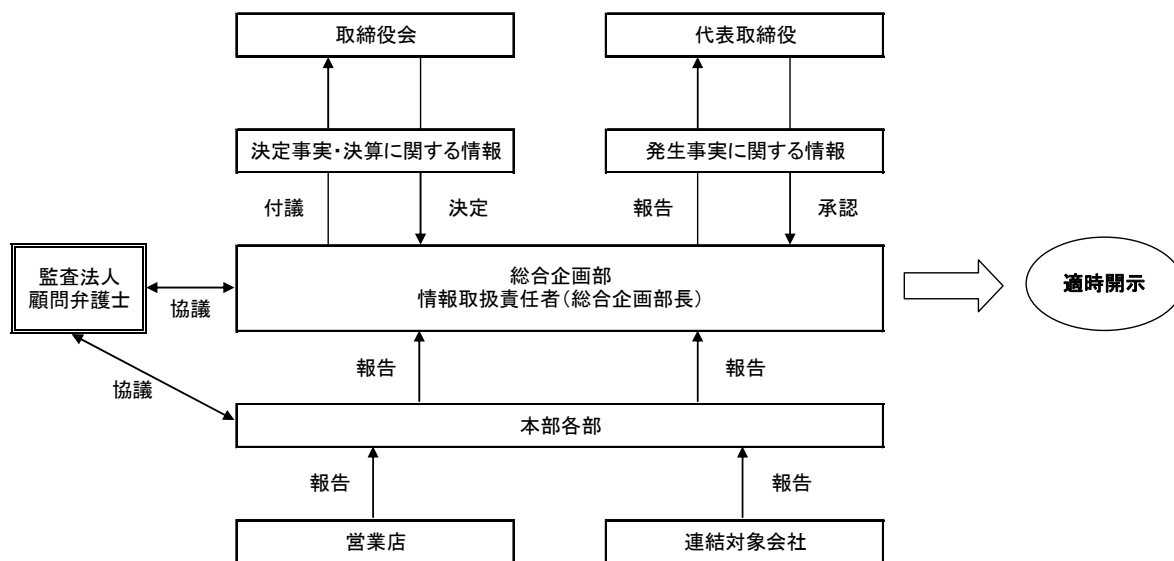 取締役会
代表取締役
決定事実・決算に関する情報
発生事実に関する情報
付議
決定
報告
承認
監査法人
顧問弁護士
協議
総合企画部
情報取扱責任者(総合企画部長)
適時開示
報告
報告
協議
本部各部
報告
報告
営業店
連結対象会社